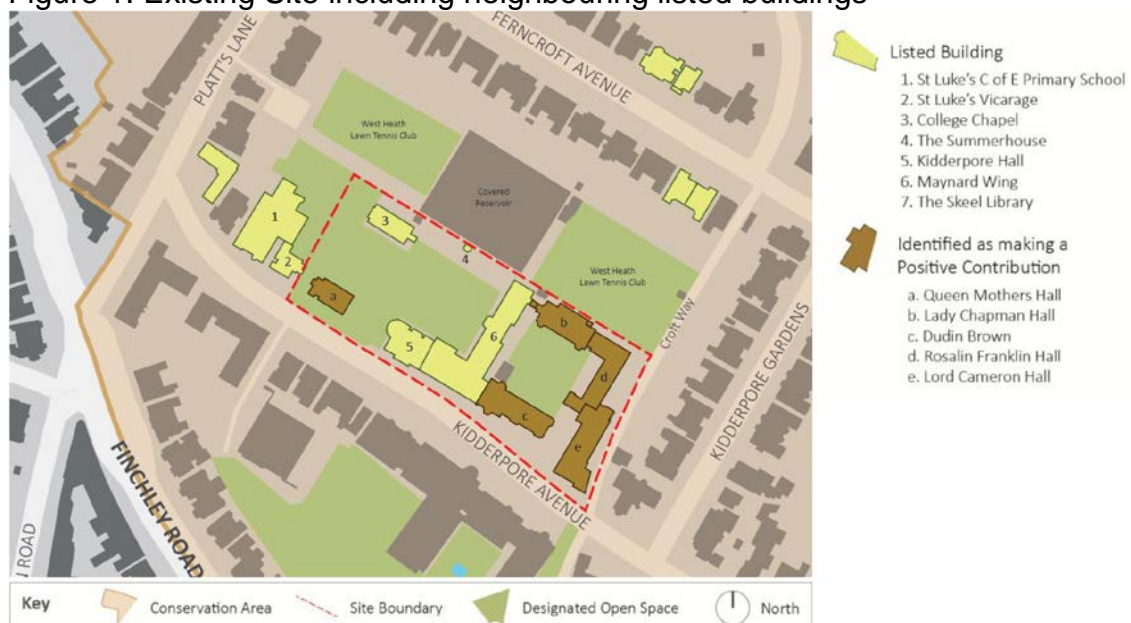 Figure 1: Existing Site including neighbouring listed buildings
PLATT'S LANE
FERNCROFT AVENUE
West Heath
Lawn Tennis Club
Covered
Reservoir
West Heath
Lawn Tennis Club
1
2
3
4
5
6
a
b
c
d
e
Croft Way
KIDDERPORE GARDENS
KIDDERPORE AVENUE
FINCHLEY ROAD
ROAD
Listed Building
1. St Luke's C of E Primary School
2. St Luke's Vicarage
3. College Chapel
4. The Summerhouse
5. Kidderpore Hall
6. Maynard Wing
7. The Skeel Library
Identified as making a
Positive Contribution
a. Queen Mothers Hall
b. Lady Chapman Hall
c. Dudin Brown
d. Rosalin Franklin Hall
e. Lord Cameron Hall
Key
Conservation Area
Site Boundary
Designated Open Space
North